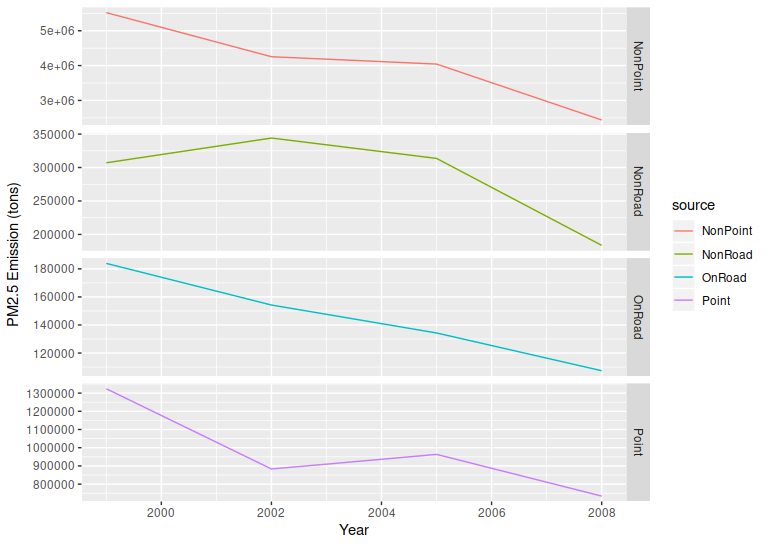 PM2.5 Emission (tons)
5e+06
4e+06
3e+06
NonPoint
350000
300000
250000
200000
NonRoad
180000
160000
140000
120000
OnRoad
1300000
1200000
1100000
1000000
900000
800000
Point
2000 2002 2004 2006 2008
Year
source
NonPoint
NonRoad
OnRoad
Point